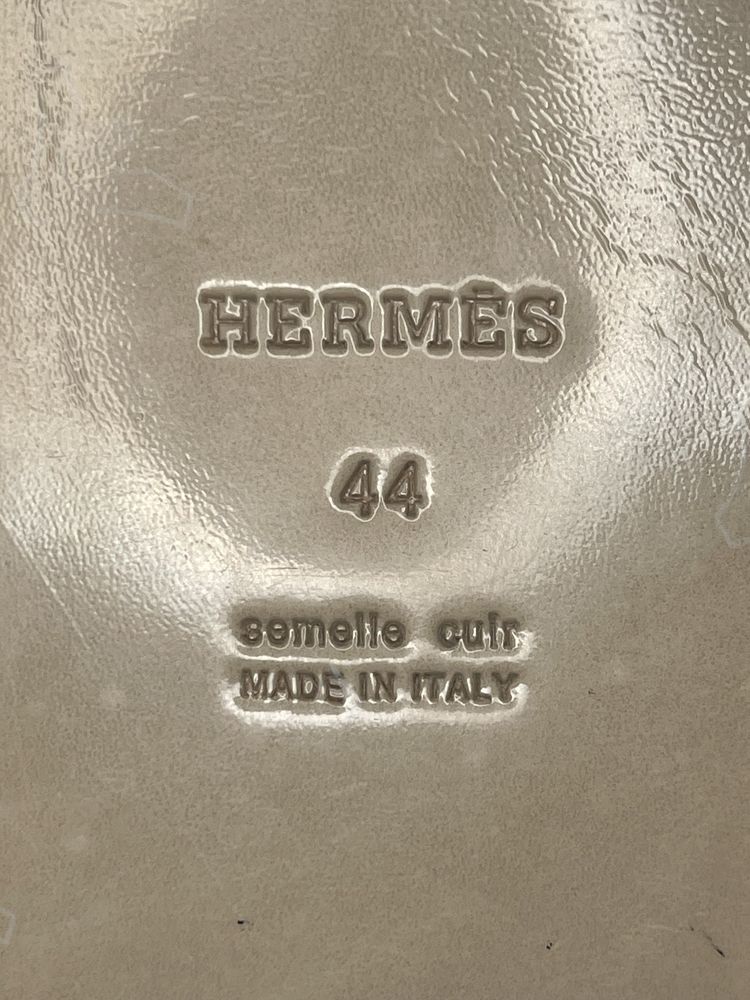 HERMÈS
44
semelle cuir
MADE IN ITALY